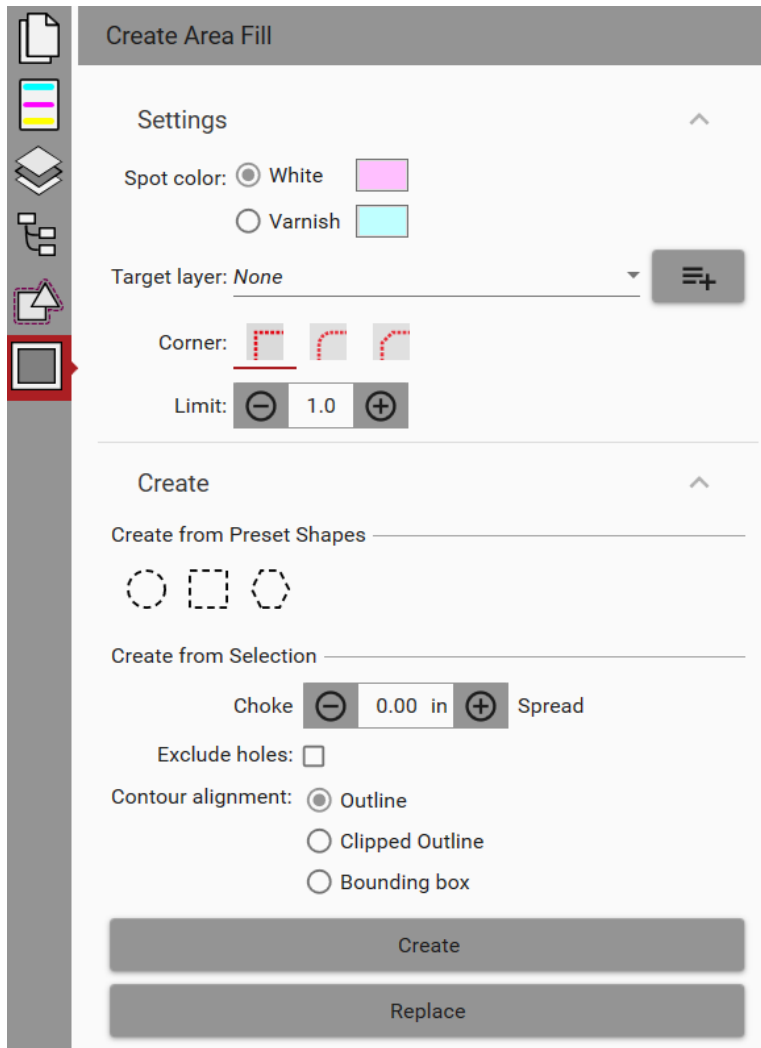 Create Area Fill
Settings
Spot color: White
Varnish
Target layer: None
Corner:
Limit: 1.0
Create
Create from Preset Shapes
Create from Selection
Choke 0.00 in Spread
Exclude holes:
Contour alignment: Outline
Clipped Outline
Bounding box
Create
Replace